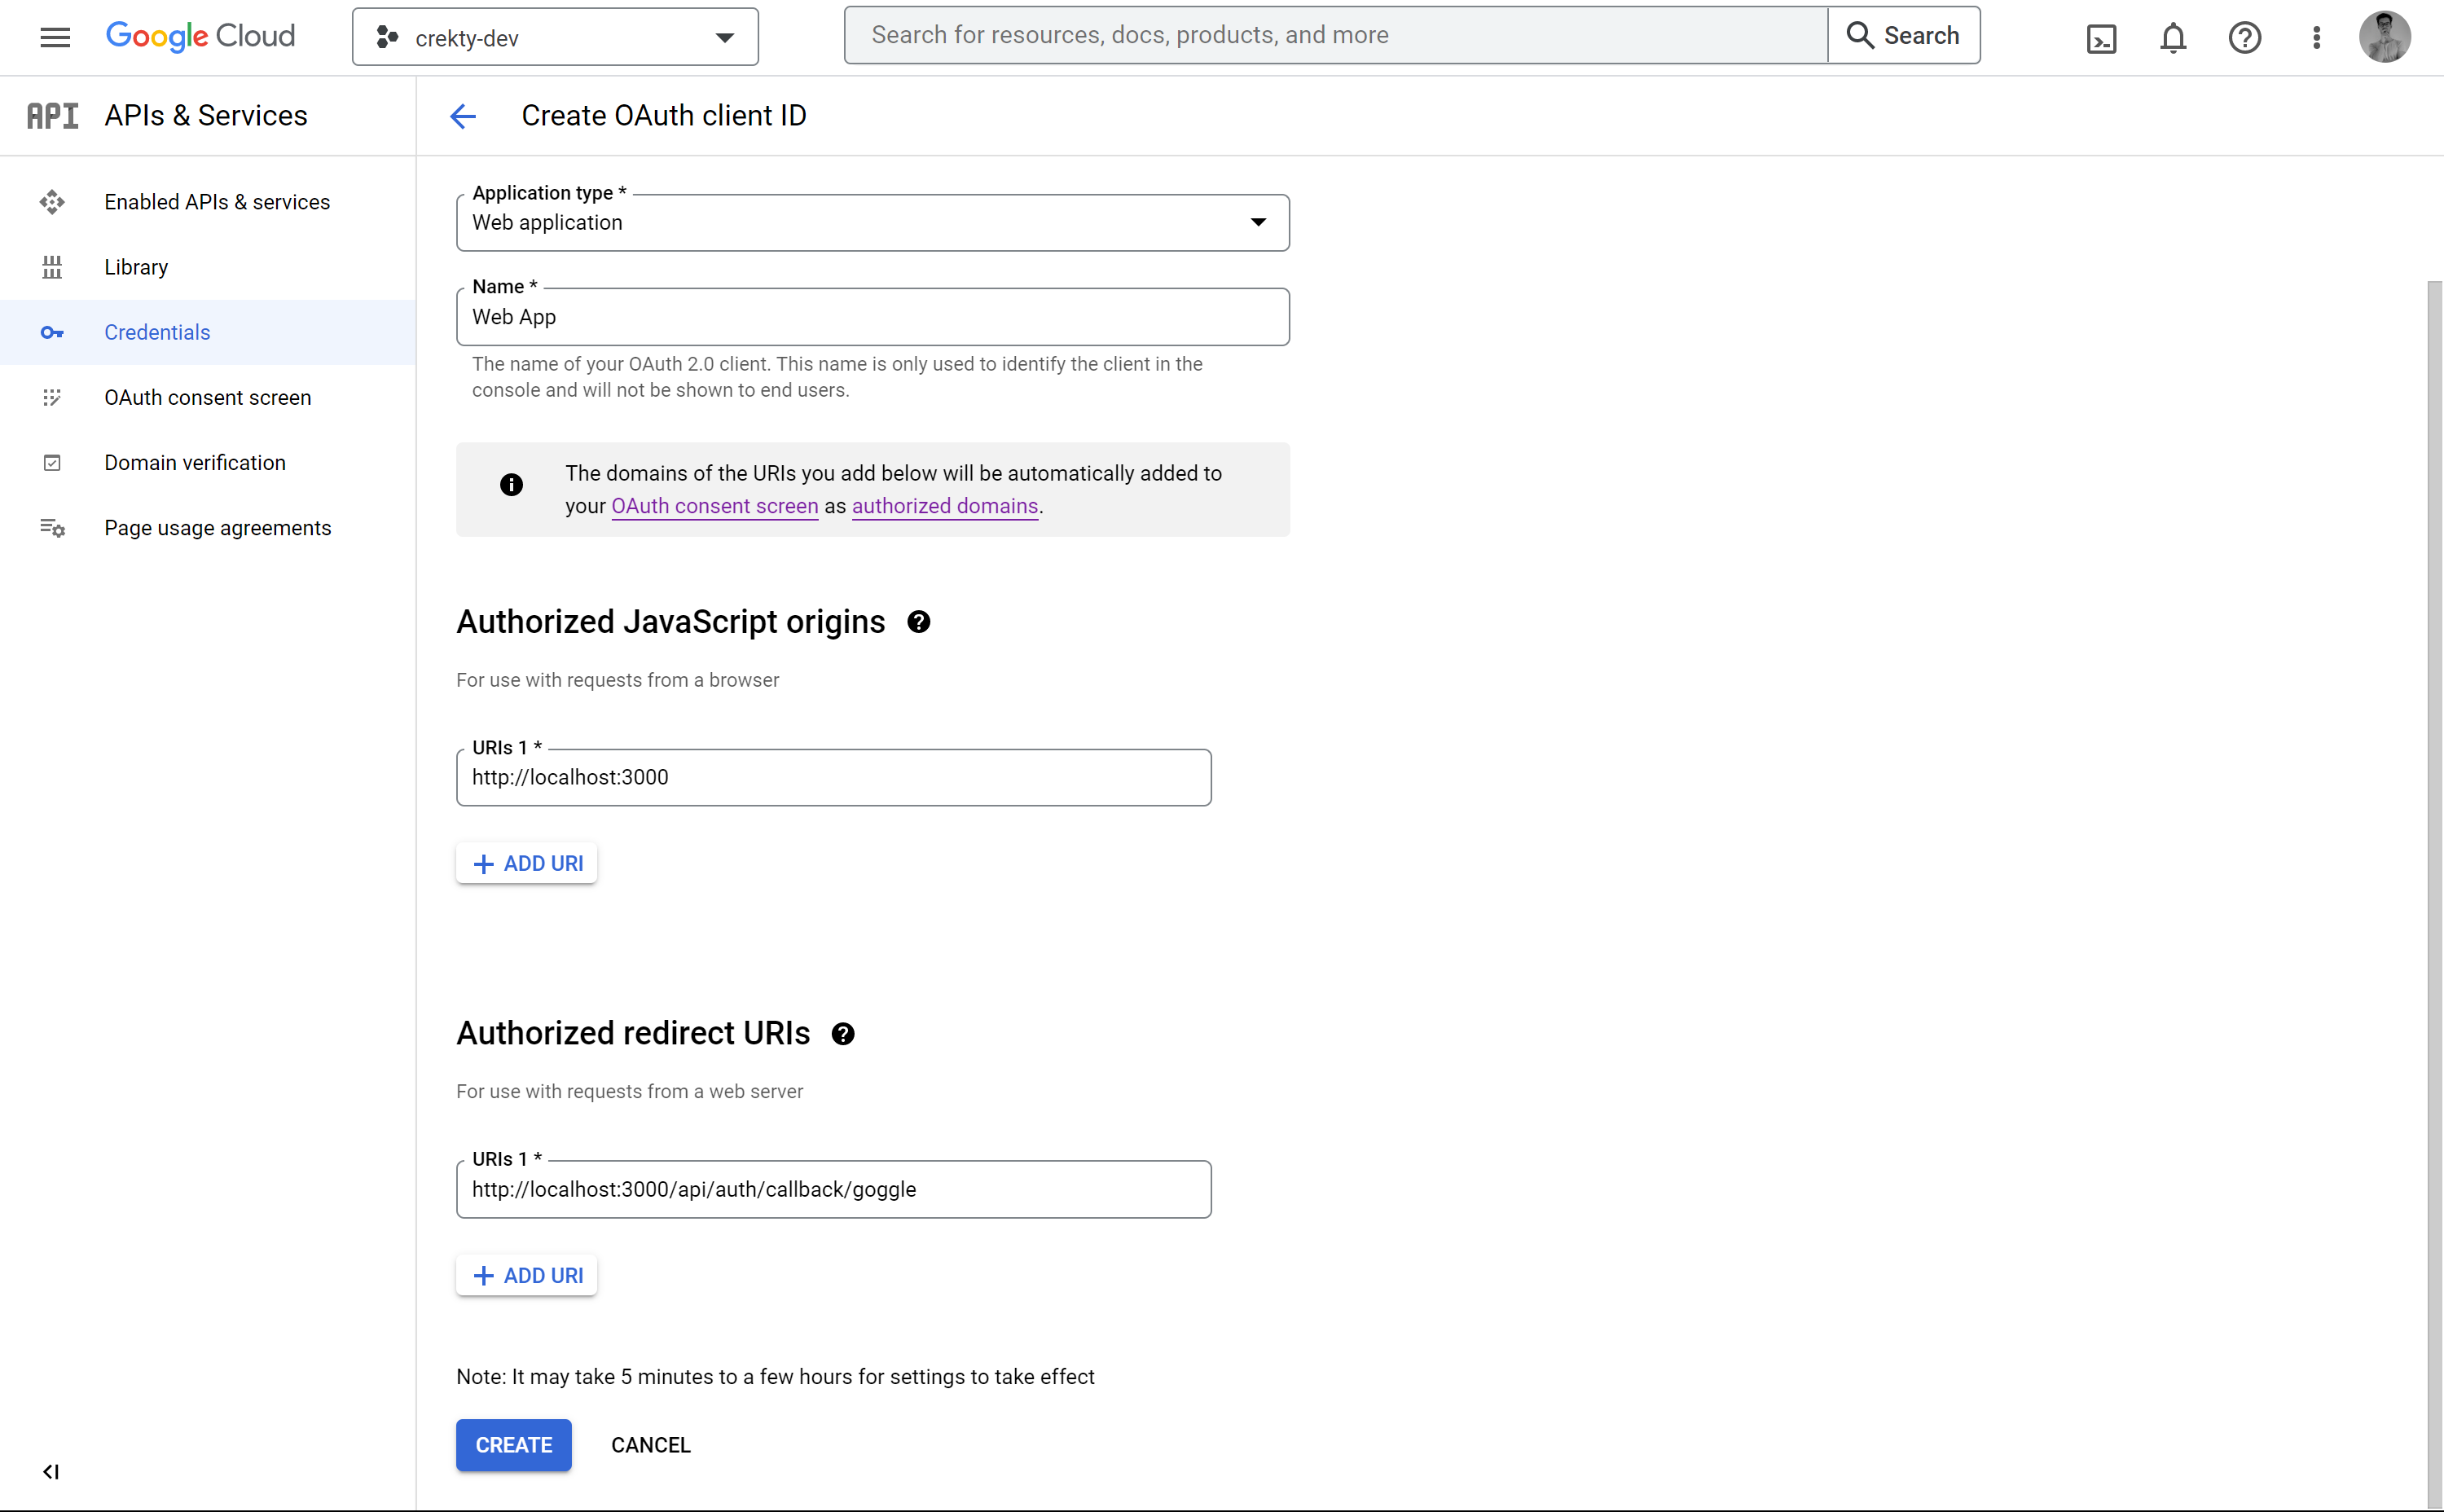 Google Cloud
crekty-dev
Search for resources, docs, products, and more
Search
API
APIs & Services
Create OAuth client ID
Enabled APIs & services
Library
Credentials
OAuth consent screen
Domain verification
Page usage agreements
Application type *
Web application
Name *
Web App
The name of your OAuth 2.0 client. This name is only used to identify the client in the
console and will not be shown to end users.
The domains of the URIs you add below will be automatically added to
your OAuth consent screen as authorized domains.
Authorized JavaScript origins
For use with requests from a browser
URIs 1 *
http://localhost:3000
ADD URI
Authorized redirect URIs
For use with requests from a web server
URIs 1 *
http://localhost:3000/api/auth/callback/goggle
ADD URI
Note: It may take 5 minutes to a few hours for settings to take effect
CREATE
CANCEL